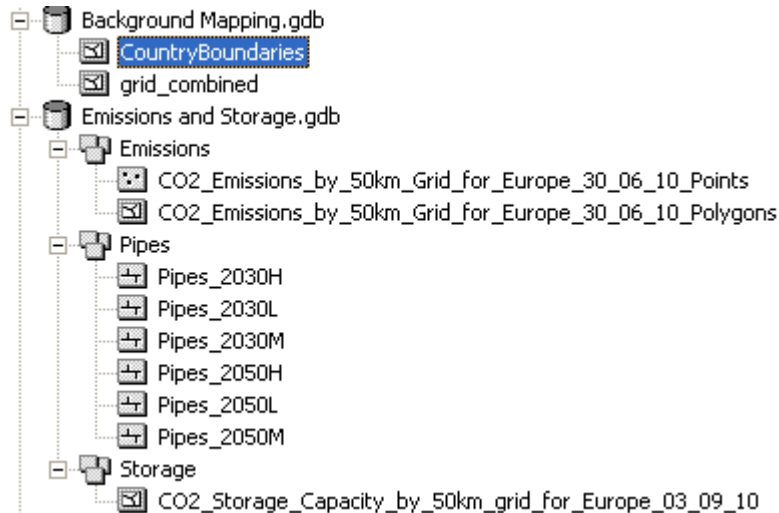 Background Mapping.gdb
CountryBoundaries
grid_combined
Emissions and Storage.gdb
Emissions
CO2_Emissions_by_50km_Grid_for_Europe_30_06_10_Points
CO2_Emissions_by_50km_Grid_for_Europe_30_06_10_Polygons
Pipes
Pipes_2030H
Pipes_2030L
Pipes_2030M
Pipes_2050H
Pipes_2050L
Pipes_2050M
Storage
CO2_Storage_Capacity_by_50km_grid_for_Europe_03_09_10